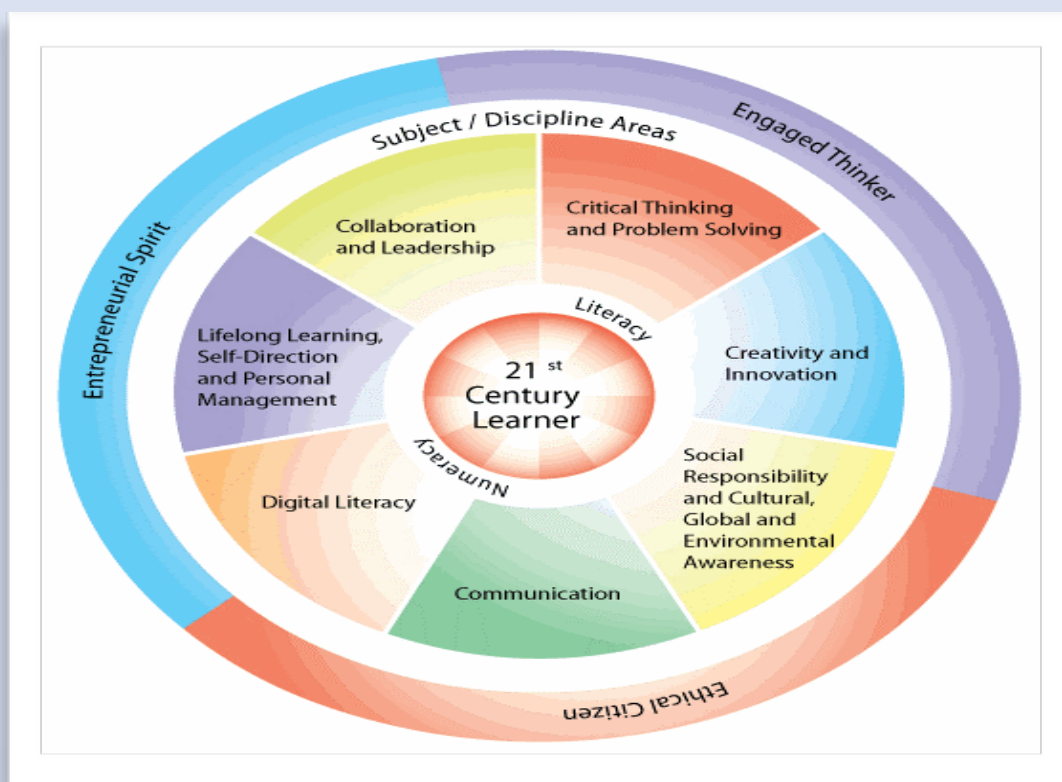 Engaged Thinker
Subject / Discipline Areas
Entrepreneurial Spirit
Collaboration
and Leadership
Critical Thinking
and Problem Solving
Literacy
Lifelong Learning,
Self-Direction
and Personal
Management
21 st
Century
Learner
Creativity and
Innovation
Numeracy
Social
Responsibility
and Cultural,
Global and
Environmental
Awareness
Digital Literacy
Communication
Ethical Citizen